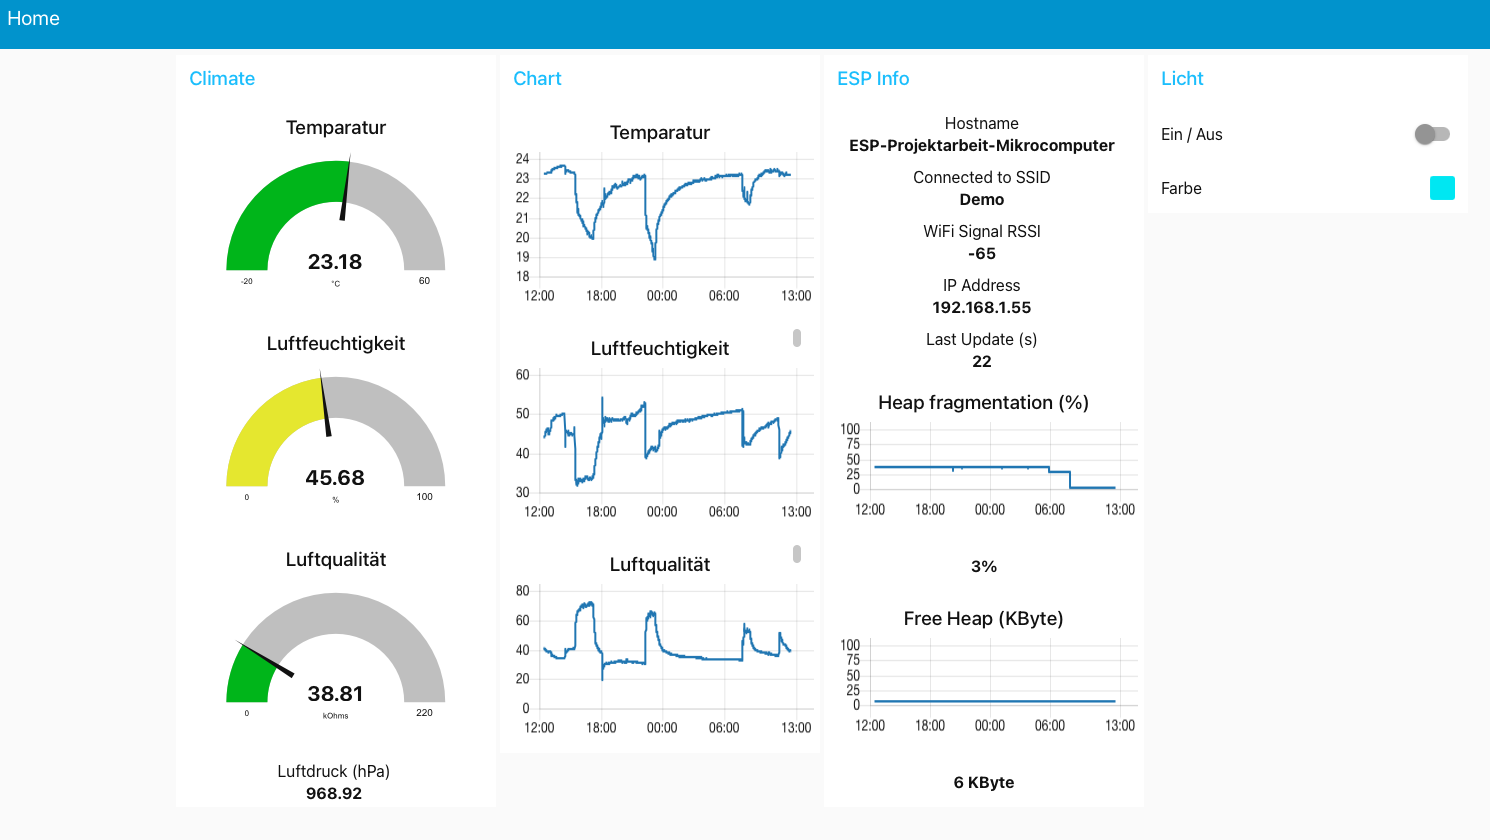 Home
Climate
Temparatur
23.18
°C
-20
60
Luftfeuchtigkeit
45.68
%
0
100
Luftqualität
38.81
kOhms
0
220
Luftdruck (hPa)
968.92
Chart
Temparatur
24
23
22
21
20
19
18
12:00 18:00 00:00 06:00 13:00
Luftfeuchtigkeit
60
50
40
30
12:00 18:00 00:00 06:00 13:00
Luftqualität
80
60
40
20
0
12:00 18:00 00:00 06:00 13:00
ESP Info
Hostname
ESP-Projektarbeit-Mikrocomputer
Connected to SSID
Demo
WiFi Signal RSSI
-65
IP Address
192.168.1.55
Last Update (s)
22
Heap fragmentation (%)
100
75
50
25
0
12:00 18:00 00:00 06:00 13:00
3%
Free Heap (KByte)
100
75
50
25
0
12:00 18:00 00:00 06:00 13:00
6 KByte
Licht
Ein / Aus
Farbe